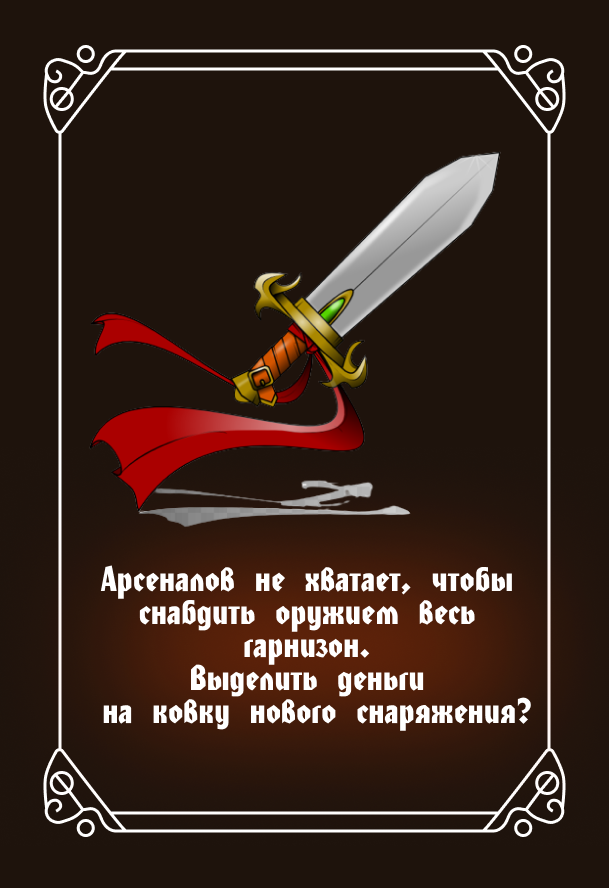 Арсеналов не хватает, чтобы
снабдить оружием весь
гарнизон.
Выделить деньги
на ковку нового снаряжения?